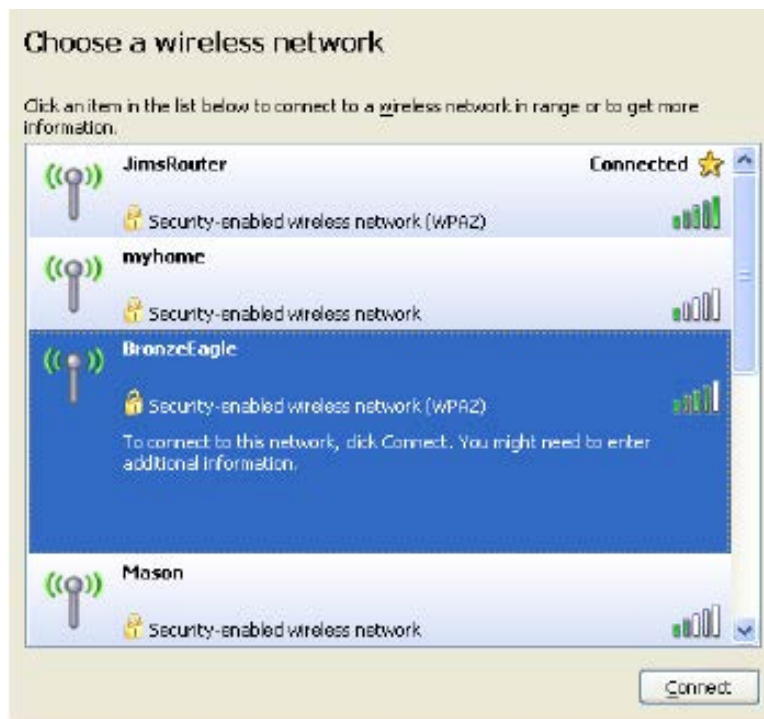 Choose a wireless network
Click an item in the list below to connect to a wireless network in range or to get more
information.
JimsRouter
Connected
Security-enabled wireless network (WPA2)
myhome
Security-enabled wireless network
BronzeEagle
Security-enabled wireless network (WPA2)
To connect to this network, click Connect. You might need to enter
additional information.
Mason
Security-enabled wireless network
Connect